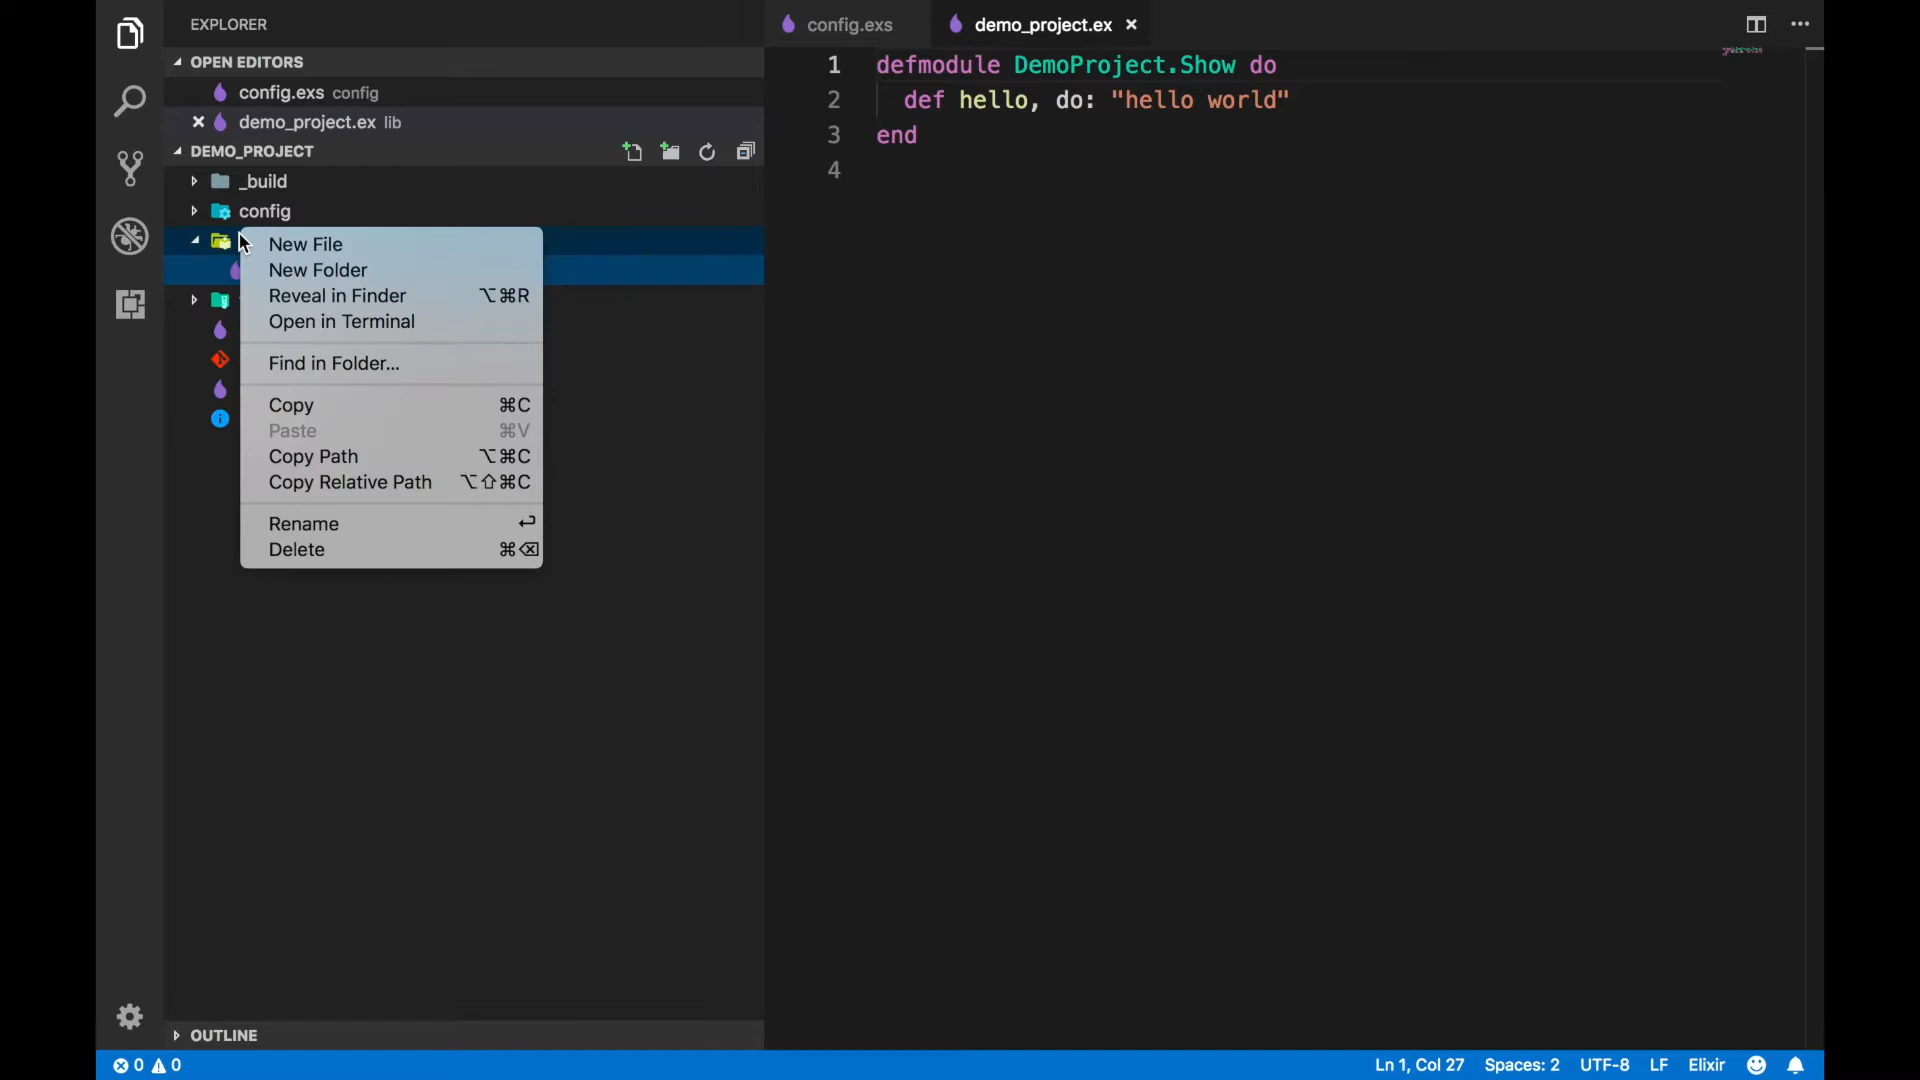 EXPLORER
OPEN EDITORS
config.exs config
demo_project.ex lib
DEMO_PROJECT
_build
config
New File
New Folder
Reveal in Finder ⌥⌘R
Open in Terminal
Find in Folder...
Copy ⌘C
Paste ⌘V
Copy Path ⌥⌘C
Copy Relative Path ⌥⇧⌘C
Rename ↩
Delete ⌘⌫
OUTLINE
config.exs
demo_project.ex
1 defmodule DemoProject.Show do
2 def hello, do: "hello world"
3 end
4
0 0
Ln 1, Col 27 Spaces: 2 UTF-8 LF Elixir